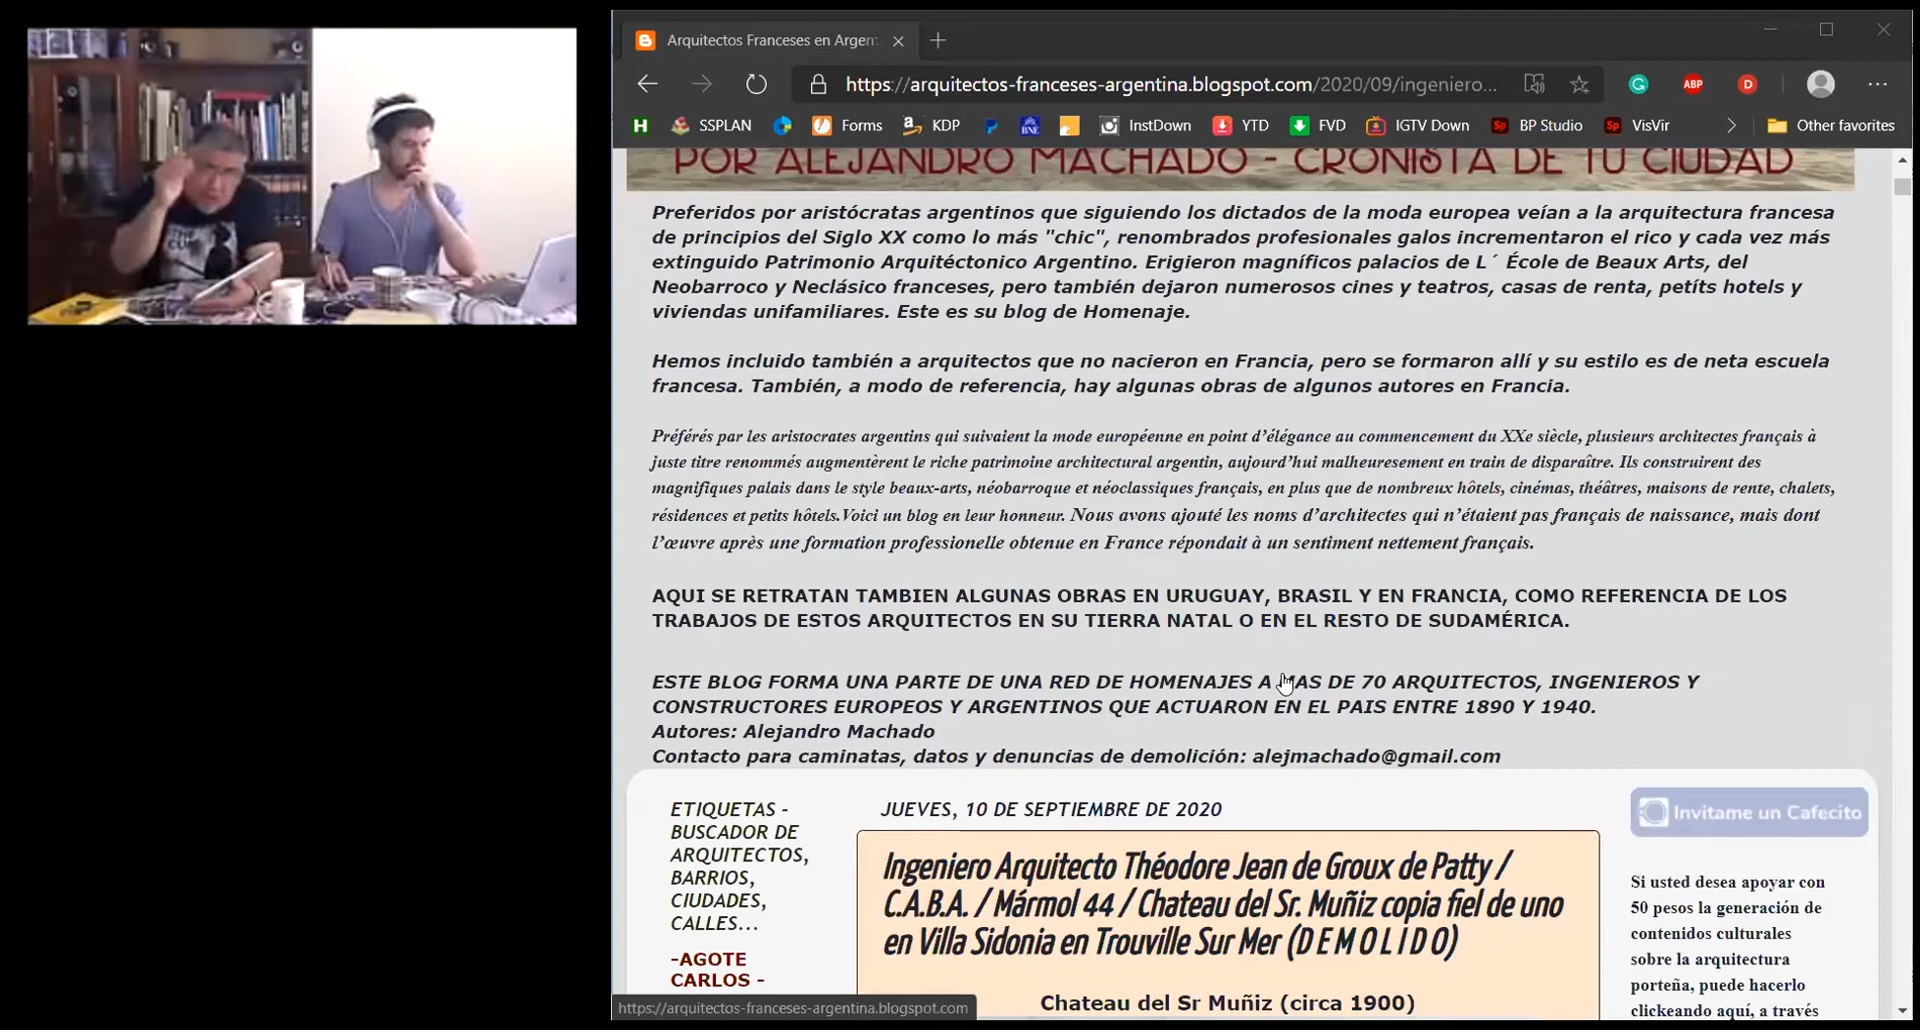 Arquitectos Franceses en Argen
https://arquitectos-franceses-argentina.blogspot.com/2020/09/ingeniero...
ABP
D
H SSPLAN Forms KDP BNE InstDown YTD FVD IGTV Down Sp BP Studio Sp VisVir Other favorites
POR ALEJANDRO MACHADO - CRONISTA DE TU CIUDAD
Preferidos por aristócratas argentinos que siguiendo los dictados de la moda europea veían a la arquitectura francesa
de principios del Siglo XX como lo más "chic", renombrados profesionales galos incrementaron el rico y cada vez más
extinguido Patrimonio Arquitéctonico Argentino. Erigieron magníficos palacios de L´ École de Beaux Arts, del
Neobarroco y Neclásico franceses, pero también dejaron numerosos cines y teatros, casas de renta, petíts hotels y
viviendas unifamiliares. Este es su blog de Homenaje.
Hemos incluido también a arquitectos que no nacieron en Francia, pero se formaron allí y su estilo es de neta escuela
francesa. También, a modo de referencia, hay algunas obras de algunos autores en Francia.
Préférés par les aristocrates argentins qui suivaient la mode européenne en point d'élégance au commencement du XXe siècle, plusieurs architectes français à
juste titre renommés augmentèrent le riche patrimoine architectural argentin, aujourd'hui malheuresement en train de disparaître. Ils construirent des
magnifiques palais dans le style beaux-arts, néobarroque et néoclassiques français, en plus que de nombreux hôtels, cinémas, théâtres, maisons de rente, chalets,
résidences et petits hôtels.Voici un blog en leur honneur. Nous avons ajouté les noms d'architectes qui n'étaient pas français de naissance, mais dont
l'œuvre après une formation professionelle obtenue en France répondait à un sentiment nettement français.
AQUI SE RETRATAN TAMBIEN ALGUNAS OBRAS EN URUGUAY, BRASIL Y EN FRANCIA, COMO REFERENCIA DE LOS
TRABAJOS DE ESTOS ARQUITECTOS EN SU TIERRA NATAL O EN EL RESTO DE SUDAMÉRICA.
ESTE BLOG FORMA UNA PARTE DE UNA RED DE HOMENAJES A MAS DE 70 ARQUITECTOS, INGENIEROS Y
CONSTRUCTORES EUROPEOS Y ARGENTINOS QUE ACTUARON EN EL PAIS ENTRE 1890 Y 1940.
Autores: Alejandro Machado
Contacto para caminatas, datos y denuncias de demolición: alejmachado@gmail.com
ETIQUETAS -
BUSCADOR DE
ARQUITECTOS,
BARRIOS,
CIUDADES,
CALLES...
-AGOTE
CARLOS -
JUEVES, 10 DE SEPTIEMBRE DE 2020
Ingeniero Arquitecto Théodore Jean de Groux de Patty /
C.A.B.A. / Mármol 44 / Chateau del Sr. Muñiz copia fiel de uno
en Villa Sidonia en Trouville Sur Mer (D E M O L I D O)
Chateau del Sr Muñiz (circa 1900)
Invitame un Cafecito
Si usted desea apoyar con
50 pesos la generación de
contenidos culturales
sobre la arquitectura
porteña, puede hacerlo
clickeando aquí, a través
https://arquitectos-franceses-argentina.blogspot.com